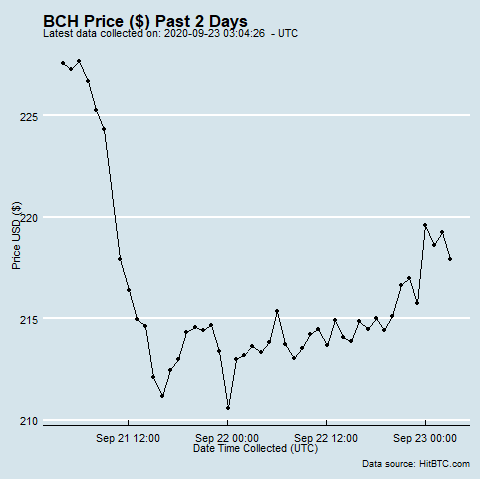 BCH Price ($) Past 2 Days
Latest data collected on: 2020-09-23 03:04:26  - UTC
225
220
215
210
Price USD ($)
Sep 21 12:00 Sep 22 00:00 Sep 22 12:00 Sep 23 00:00
Date Time Collected (UTC)
Data source: HitBTC.com